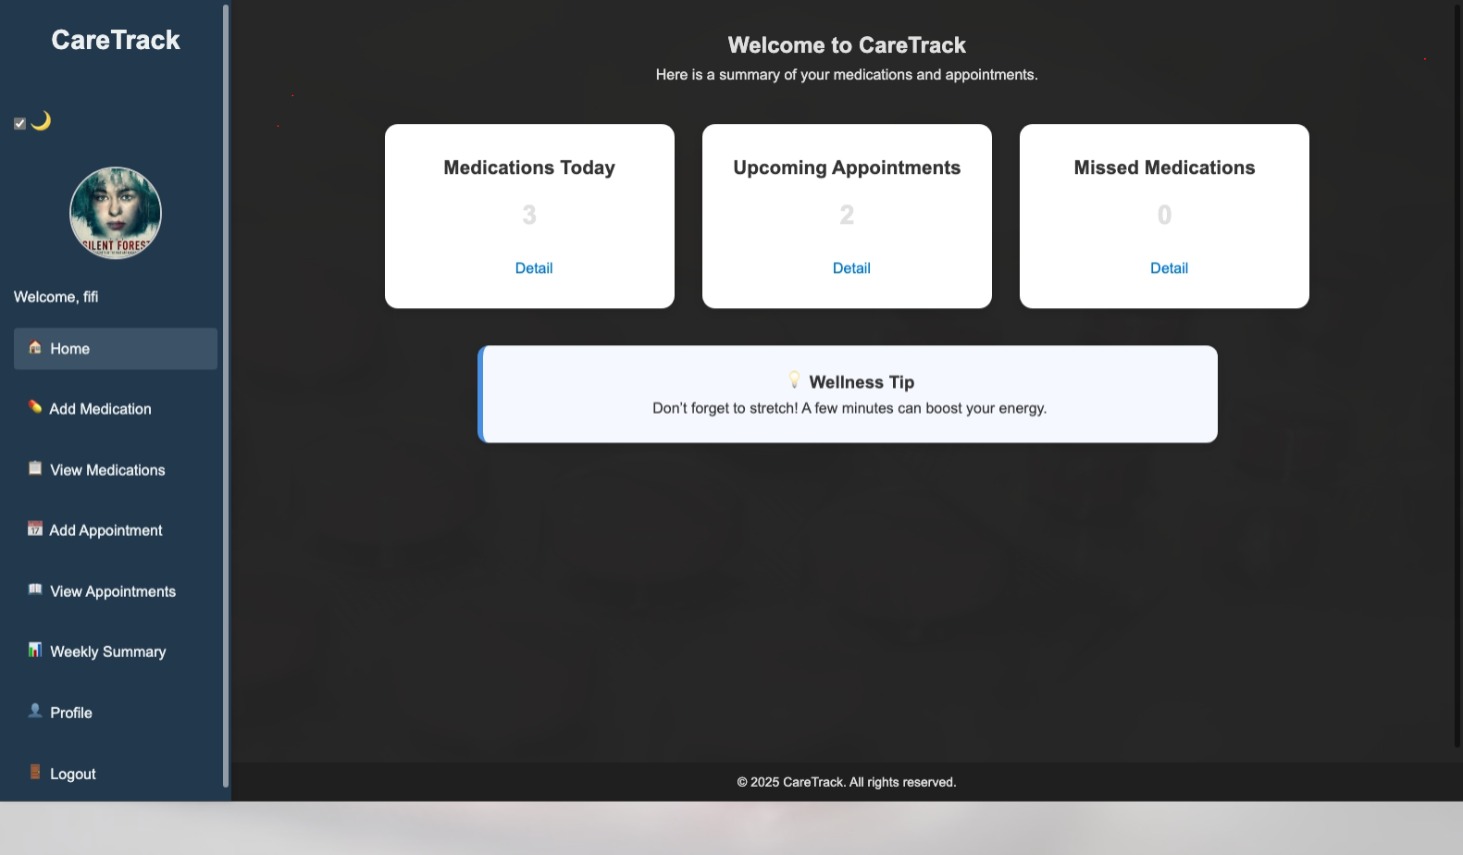 CareTrack
SILENT FOREST
Welcome, fifi
Home
Add Medication
View Medications
17
Add Appointment
View Appointments
Weekly Summary
Profile
Logout
Welcome to CareTrack
Here is a summary of your medications and appointments.
Medications Today
3
Detail
Upcoming Appointments
2
Detail
Missed Medications
0
Detail
Wellness Tip
Don't forget to stretch! A few minutes can boost your energy.
© 2025 CareTrack. All rights reserved.